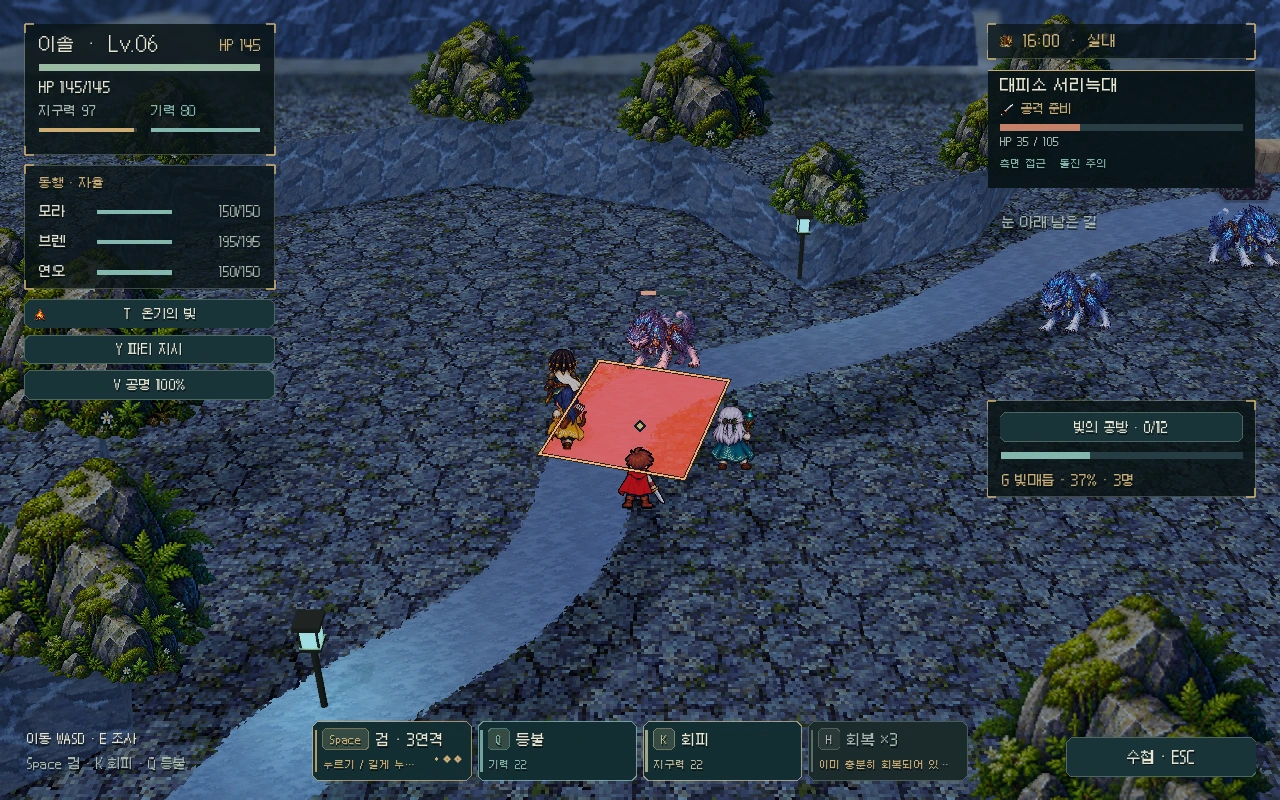 이솔 · Lv.06 HP 145
HP 145/145
지구력 97 기력 80
동행 · 자율
모라 150/150
브렌 195/195
연오 150/150
T 온기의 빛
Y 파티 지시
V 공명 100%
16:00 · 실내
대피소 서리늑대
공격 준비
HP 35 / 105
측면 접근 돌진 주의
눈 아래 남은 길
빛의 공방 · 0/12
G 빛매듭 · 37% · 3명
이동 WASD · E 조사
Space 검 · K 회피 · Q 등불
Space 검 · 3연격
누르기 / 길게 누…
Q 등불
기력 22
K 회피
지구력 22
H 회복 ×3
이미 충분히 회복되어 있…
수첩 · ESC